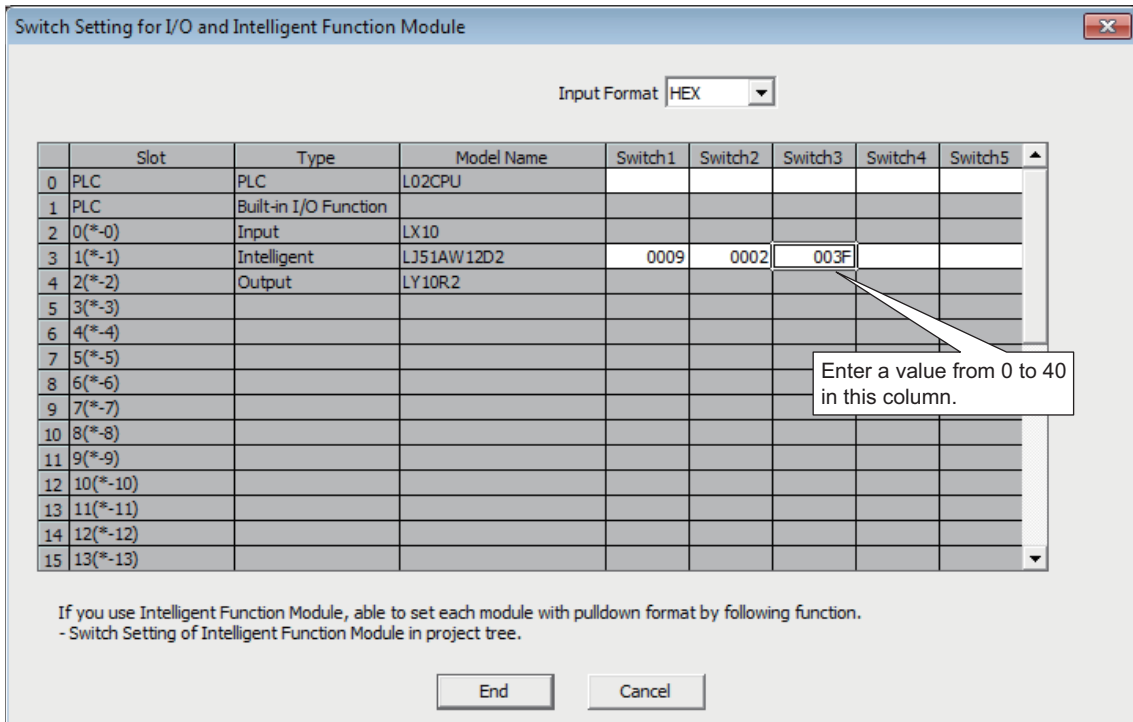 Switch Setting for I/O and Intelligent Function Module
Input Format HEX
Slot Type Model Name Switch1 Switch2 Switch3 Switch4 Switch5
0 PLC PLC L02CPU
1 PLC Built-in I/O Function
2 0(*-0) Input LX10
3 1(*-1) Intelligent LJ51AW12D2 0009 0002 003F
4 2(*-2) Output LY10R2
5 3(*-3)
6 4(*-4)
7 5(*-5)
8 6(*-6)
9 7(*-7)
10 8(*-8)
11 9(*-9)
12 10(*-10)
13 11(*-11)
14 12(*-12)
15 13(*-13)
Enter a value from 0 to 40
in this column.
If you use Intelligent Function Module, able to set each module with pulldown format by following function.
- Switch Setting of Intelligent Function Module in project tree.
End Cancel